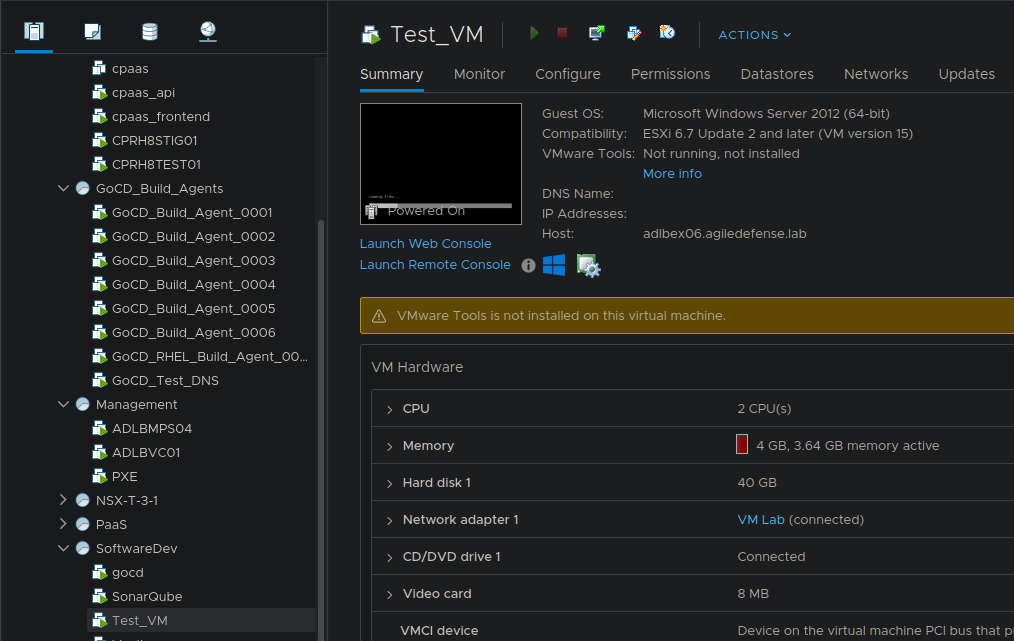 cpaas
cpaas_api
cpaas_frontend
CPRH8STIG01
CPRH8TEST01
GoCD_Build_Agents
GoCD_Build_Agent_0001
GoCD_Build_Agent_0002
GoCD_Build_Agent_0003
GoCD_Build_Agent_0004
GoCD_Build_Agent_0005
GoCD_Build_Agent_0006
GoCD_RHEL_Build_Agent_00...
GoCD_Test_DNS
Management
ADLBMPS04
ADLBVC01
PXE
NSX-T-3-1
PaaS
SoftwareDev
gocd
SonarQube
Test_VM
Test_VM
ACTIONS
Summary Monitor Configure Permissions Datastores Networks Updates
Loading files...
Powered On
Launch Web Console
Launch Remote Console
Guest OS: Microsoft Windows Server 2012 (64-bit)
Compatibility: ESXi 6.7 Update 2 and later (VM version 15)
VMware Tools: Not running, not installed
More info
DNS Name:
IP Addresses:
Host: adlbex06.agiledefense.lab
VMware Tools is not installed on this virtual machine.
VM Hardware
CPU 2 CPU(s)
Memory 4 GB, 3.64 GB memory active
Hard disk 1 40 GB
Network adapter 1 VM Lab (connected)
CD/DVD drive 1 Connected
Video card 8 MB
VMCI device Device on the virtual machine PCI bus that